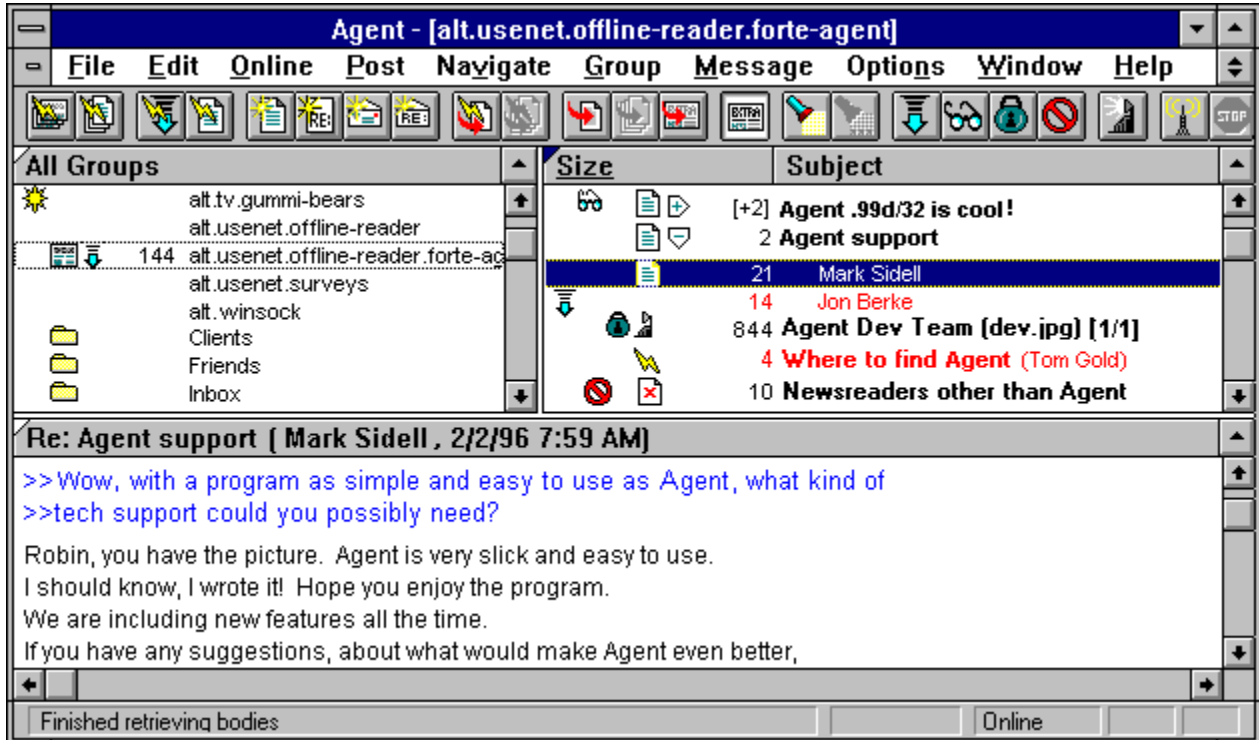 Agent - [alt.usenet.offline-reader.forte-agent]
File Edit Online Post Navigate Group Message Options Window Help
RE: RE: EXTRA EXTRA STOP
All Groups
alt.tv.gummi-bears
alt.usenet.offline-reader
144 alt.usenet.offline-reader.forte-ag
alt.usenet.surveys
alt.winsock
Clients
Friends
Inbox
Size Subject
[+2] Agent .99d/32 is cool!
2 Agent support
21 Mark Sidell
14 Jon Berke
844 Agent Dev Team (dev.jpg) [1/1]
4 Where to find Agent (Tom Gold)
10 Newsreaders other than Agent
Re: Agent support ( Mark Sidell , 2/2/96 7:59 AM)
>>Wow, with a program as simple and easy to use as Agent, what kind of
>>tech support could you possibly need?
Robin, you have the picture. Agent is very slick and easy to use.
I should know, I wrote it! Hope you enjoy the program.
We are including new features all the time.
If you have any suggestions, about what would make Agent even better,
Finished retrieving bodies Online